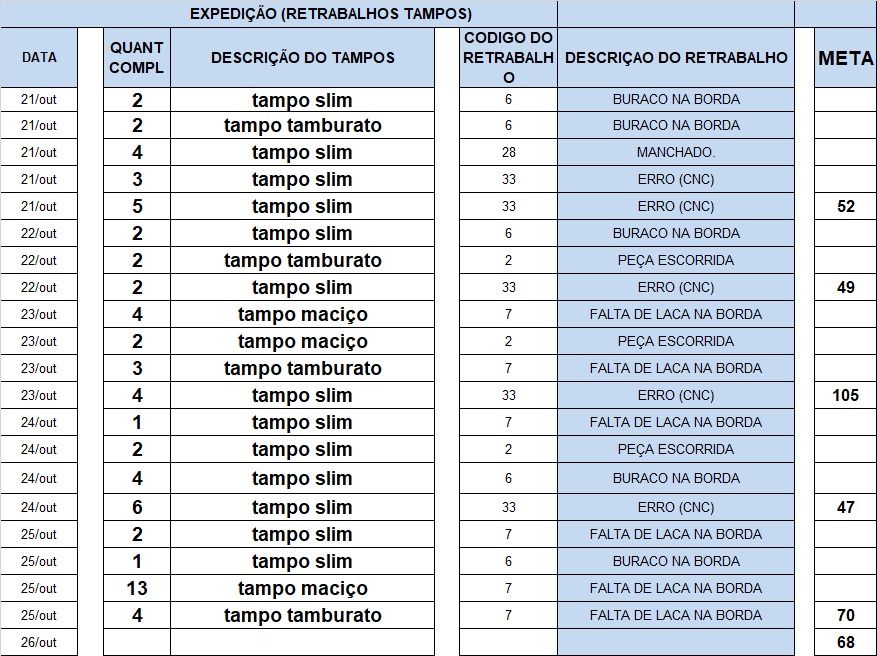 EXPEDIÇÃO (RETRABALHOS TAMPOS)
DATA QUANT COMPL DESCRIÇÃO DO TAMPOS CODIGO DO RETRABALHO DESCRIÇAO DO RETRABALHO META
21/out 2 tampo slim 6 BURACO NA BORDA
21/out 2 tampo tamburato 6 BURACO NA BORDA
21/out 4 tampo slim 28 MANCHADO.
21/out 3 tampo slim 33 ERRO (CNC)
21/out 5 tampo slim 33 ERRO (CNC) 52
22/out 2 tampo slim 6 BURACO NA BORDA
22/out 2 tampo tamburato 2 PEÇA ESCORRIDA
22/out 2 tampo slim 33 ERRO (CNC) 49
23/out 4 tampo maciço 7 FALTA DE LACA NA BORDA
23/out 2 tampo maciço 2 PEÇA ESCORRIDA
23/out 3 tampo tamburato 7 FALTA DE LACA NA BORDA
23/out 4 tampo slim 33 ERRO (CNC) 105
24/out 1 tampo slim 7 FALTA DE LACA NA BORDA
24/out 2 tampo slim 2 PEÇA ESCORRIDA
24/out 4 tampo slim 6 BURACO NA BORDA
24/out 6 tampo slim 33 ERRO (CNC) 47
25/out 2 tampo slim 7 FALTA DE LACA NA BORDA
25/out 1 tampo slim 6 BURACO NA BORDA
25/out 13 tampo maciço 7 FALTA DE LACA NA BORDA
25/out 4 tampo tamburato 7 FALTA DE LACA NA BORDA 70
26/out 68